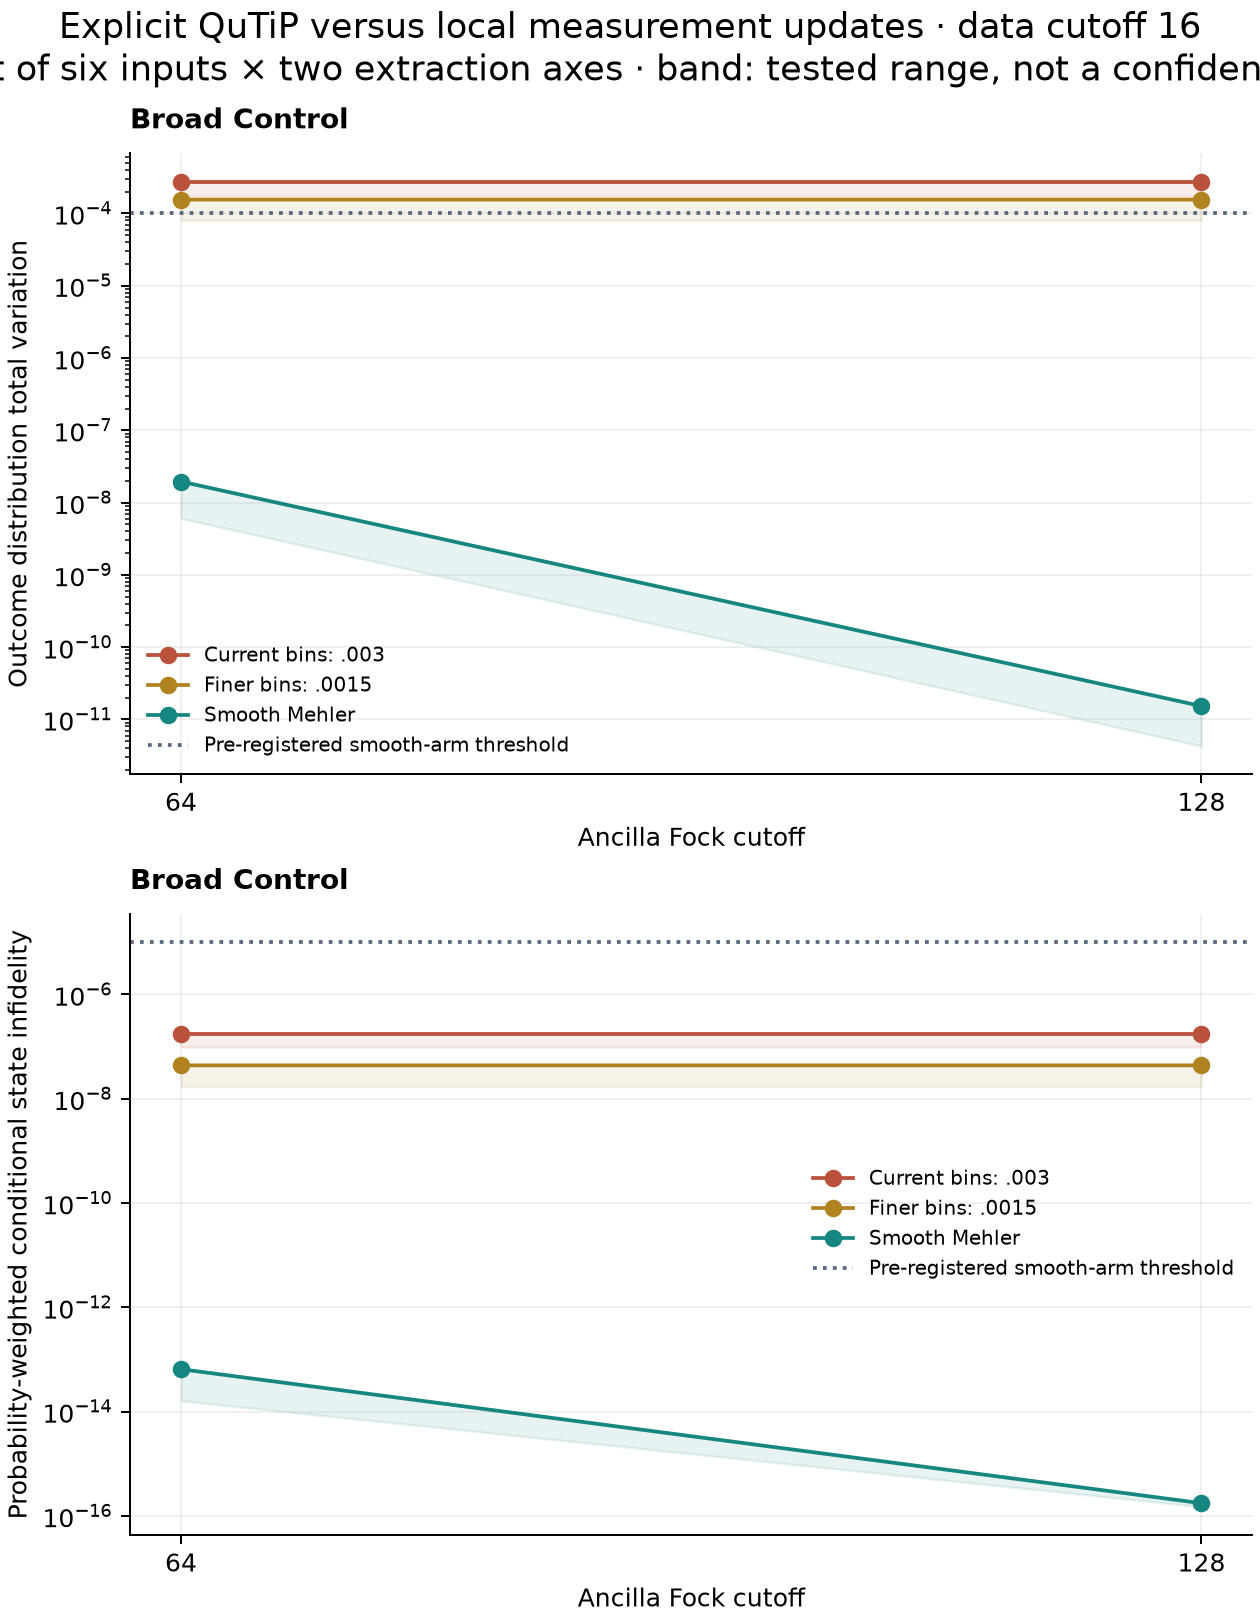 Explicit QuTiP versus local measurement updates · data cutoff 16
of six inputs × two extraction axes · band: tested range, not a
Broad Control
Outcome distribution total variation
10⁻⁴
10⁻⁵
10⁻⁶
10⁻⁷
10⁻⁸
10⁻⁹
10⁻¹⁰
10⁻¹¹
Current bins: .003
Finer bins: .0015
Smooth Mehler
Pre-registered smooth-arm threshold
64
128
Ancilla Fock cutoff
Broad Control
Probability-weighted conditional state infidelity
10⁻⁶
10⁻⁸
10⁻¹⁰
10⁻¹²
10⁻¹⁴
10⁻¹⁶
Current bins: .003
Finer bins: .0015
Smooth Mehler
Pre-registered smooth-arm threshold
64
128
Ancilla Fock cutoff